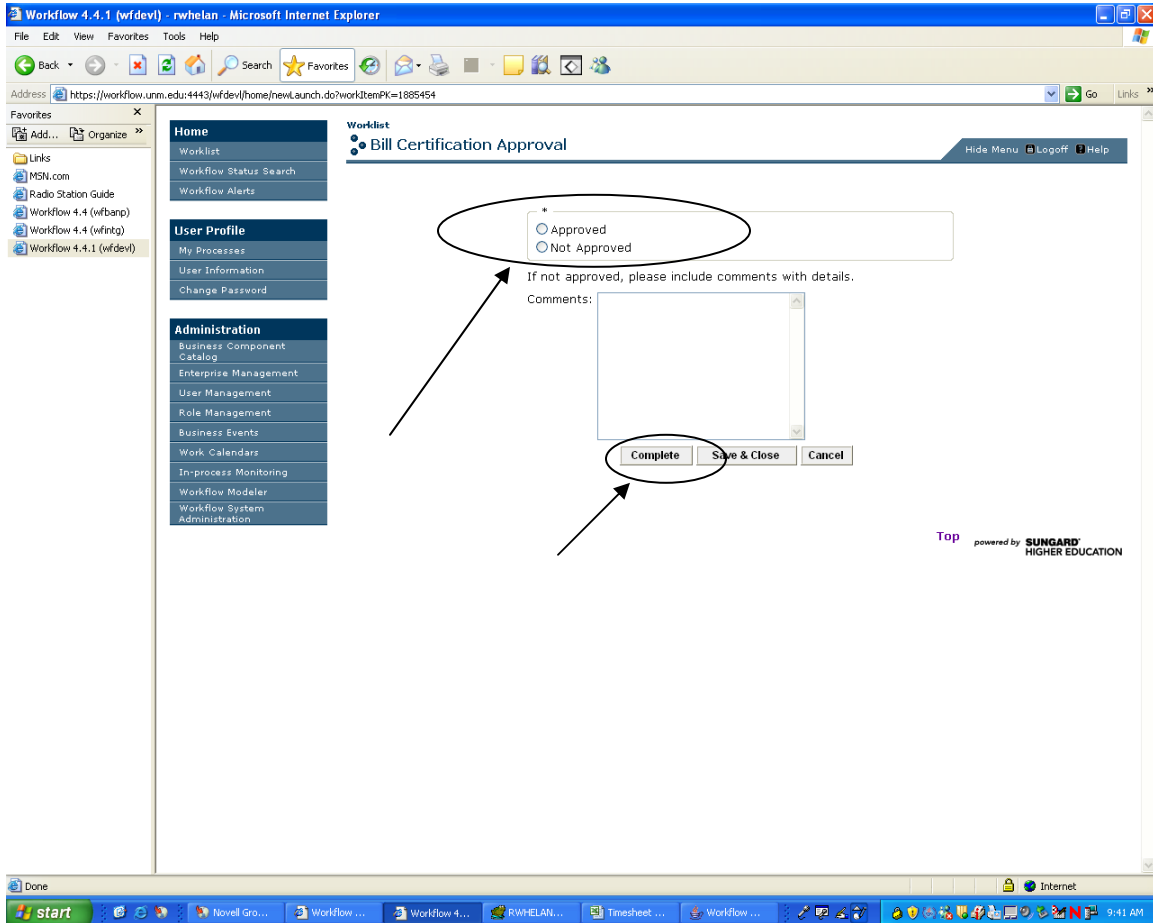 Workflow 4.4.1 (wfdevl) - rwhelan - Microsoft Internet Explorer
File Edit View Favorites Tools Help
Back Search Favorites
Address https://workflow.unm.edu:4443/wfdevl/home/newLaunch.do?workItemPK=1885454 Go Links »
Favorites x
Add... Organize »
Links
MSN.com
Radio Station Guide
Workflow 4.4 (wfbanp)
Workflow 4.4 (wfintg)
Workflow 4.4.1 (wfdevl)
Home
Worklist
Workflow Status Search
Workflow Alerts
User Profile
My Processes
User Information
Change Password
Administration
Business Component
Catalog
Enterprise Management
User Management
Role Management
Business Events
Work Calendars
In-process Monitoring
Workflow Modeler
Workflow System
Administration
Worklist
Bill Certification Approval
Hide Menu Logoff ? Help
*
Approved
Not Approved
If not approved, please include comments with details.
Comments:
Complete Save & Close Cancel
Top powered by SUNGARD'
HIGHER EDUCATION
Done Internet
start Novell Gro... Workflow ... Workflow 4... RWHELAN... Timesheet ... Workflow ... 9:41 AM